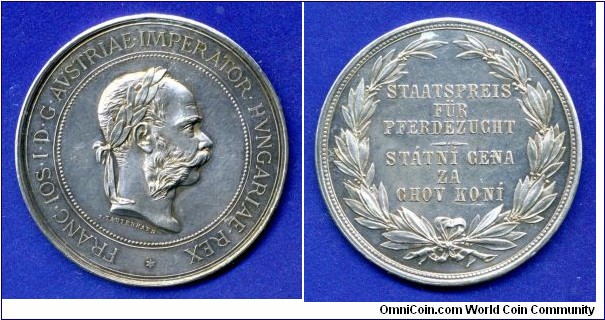 FRANC·IOS·I·D·G·AVSTRIAE·IMPERATOR·HVNGARIAE·REX
TAUTENHAYN
STAATSPREIS
FÜR
PFERDEZUCHT
STÁTNÍ CENA
ZA
CHOV KONÍ
OmniCoin.com World Coin Community